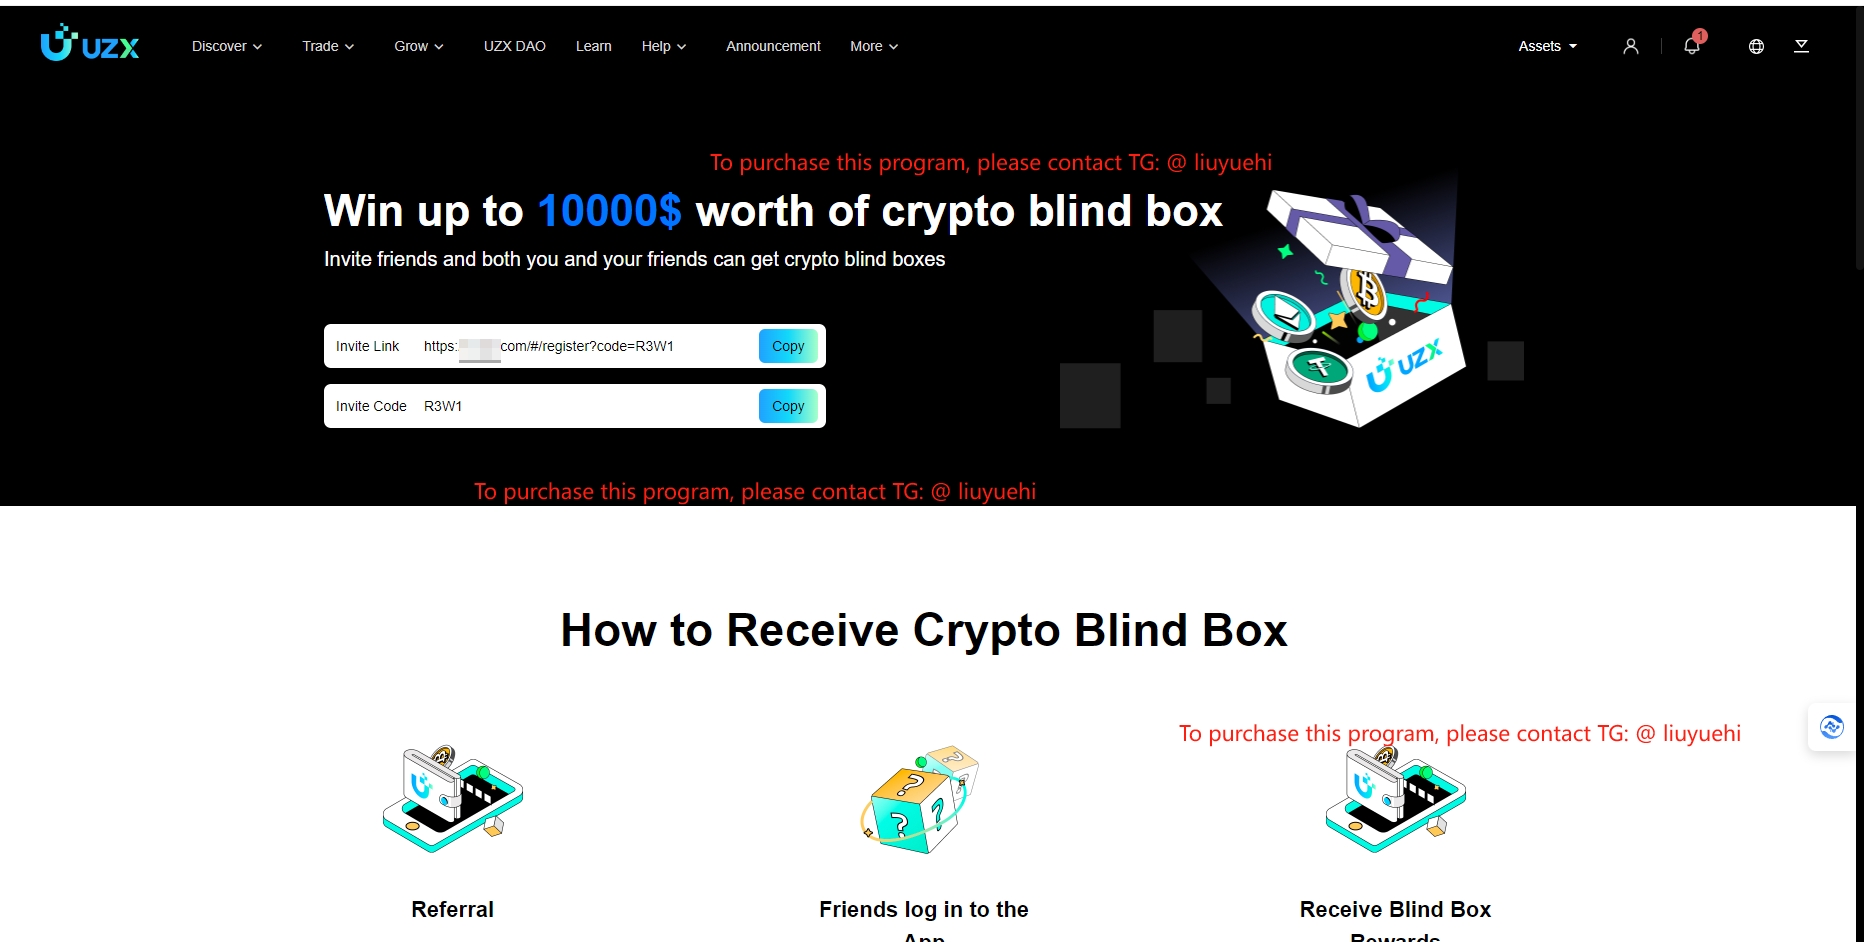 UZX Discover Trade Grow UZX DAO Learn Help Announcement More Assets 1
To purchase this program, please contact TG: @ liuyuehi
Win up to 10000$ worth of crypto blind box
Invite friends and both you and your friends can get crypto blind boxes
Invite Link https: com/#/register?code=R3W1 Copy
Invite Code R3W1 Copy
UZX
To purchase this program, please contact TG: @ liuyuehi
How to Receive Crypto Blind Box
To purchase this program, please contact TG: @ liuyuehi
? ? ? ?
Referral
Friends log in to the
App
Receive Blind Box
Rewards